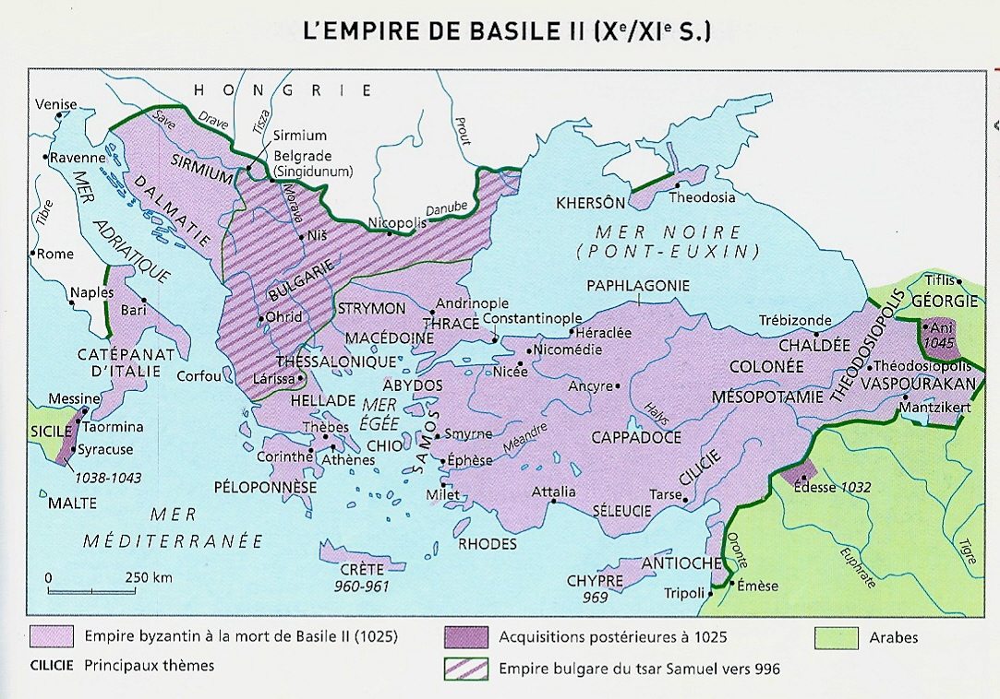 L'EMPIRE DE BASILE II (Xe/XIe S.)
HONGRIE
Venise
Save
Drave
Tisza
Prout
Sirmium
Belgrade
(Singidunum)
Ravenne
SIRMIUM
DALMATIE
MER ADRIATIQUE
Tibre
Morava
Danube
Nicopolis
Niš
KHERSÔN
Theodosia
MER NOIRE
(PONT-EUXIN)
Rome
BULGARIE
PAPHLAGONIE
Tiflis
GÉORGIE
Naples
Bari
STRYMON
Andrinople
THRACE
Constantinople
Ohrid
MACÉDOINE
Héraclée
Trébizonde
CHALDÉE
THEODOSIOPOLIS
Ani
1045
Nicomédie
CATÉPANAT
D'ITALIE
THESSALONIQUE
Nicée
COLONÉE
Théodosiopolis
Corfou
Lárissa
ABYDOS
Ancyre
VASPOURAKAN
Messine
HELLADE
MER
ÉGÉE
MÉSOPOTAMIE
Mantzikert
SICILE
Taormina
Thèbes
SAMOS
Smyrne
Méandre
Halys
CAPPADOCE
Syracuse
Corinthe
Athènes
CHIO
Éphèse
CILICIE
1038-1043
PÉLOPONNÈSE
Milet
Attalia
Tarse
Édesse 1032
MALTE
SÉLEUCIE
MER
MÉDITERRANÉE
RHODES
Oronte
Euphrate
Tigre
CRÈTE
960-961
ANTIOCHE
CHYPRE
969
Émèse
Tripoli
0 250 km
Empire byzantin à la mort de Basile II (1025)
Acquisitions postérieures à 1025
Arabes
CILICIE Principaux thèmes
Empire bulgare du tsar Samuel vers 996